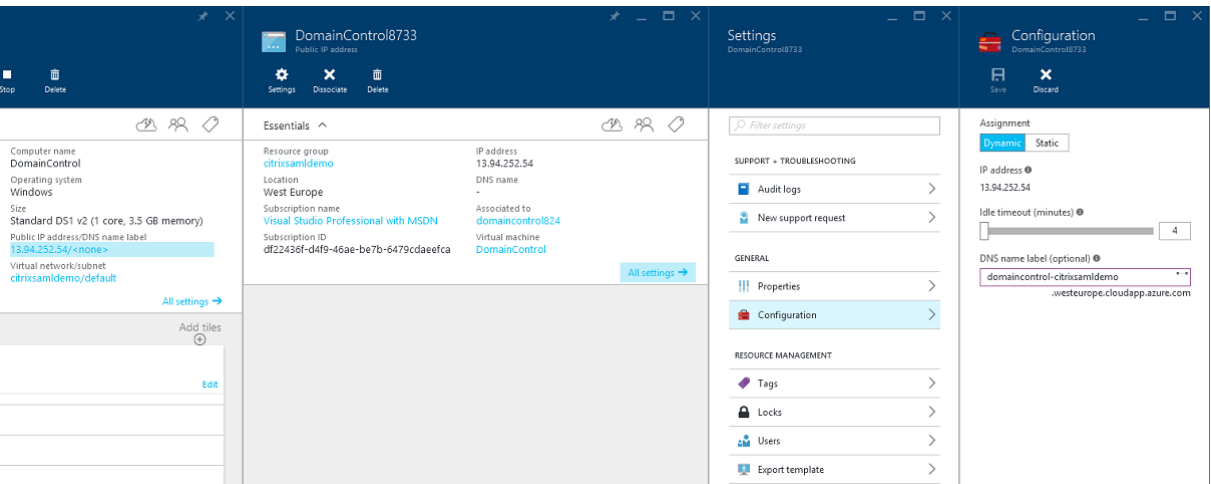 Stop
Delete
Computer name
DomainControl
Operating system
Windows
Size
Standard DS1 v2 (1 core, 3.5 GB memory)
Public IP address/DNS name label
13.94.252.54/<none>
Virtual network/subnet
citrixsamldemo/default
All settings →
Add tiles
Edit
DomainControl8733
Public IP address
Settings
Dissociate
Delete
Essentials
Resource group
citrixsamldemo
Location
West Europe
Subscription name
Visual Studio Professional with MSDN
Subscription ID
df22436f-d4f9-46ae-be7b-6479cdaeefca
IP address
13.94.252.54
DNS name
-
Associated to
domaincontrol824
Virtual machine
DomainControl
All settings →
Settings
DomainControl8733
Filter settings
SUPPORT + TROUBLESHOOTING
Audit logs
New support request
GENERAL
Properties
Configuration
RESOURCE MANAGEMENT
Tags
Locks
Users
Export template
Configuration
DomainControl8733
Save
Discard
Assignment
Dynamic Static
IP address
13.94.252.54
Idle timeout (minutes)
4
DNS name label (optional)
domaincontrol-citrixsamldemo
.westeurope.cloudapp.azure.com